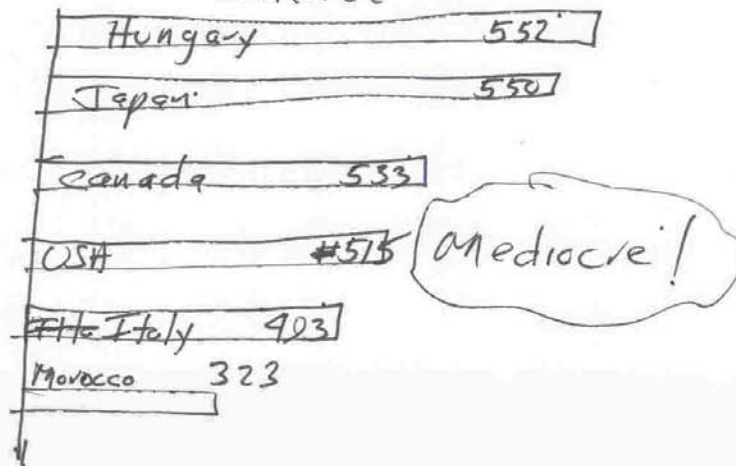 Hungary 552
Japan 550
Canada 533
USA 515
Mediocre!
Italy 493
Morocco 323